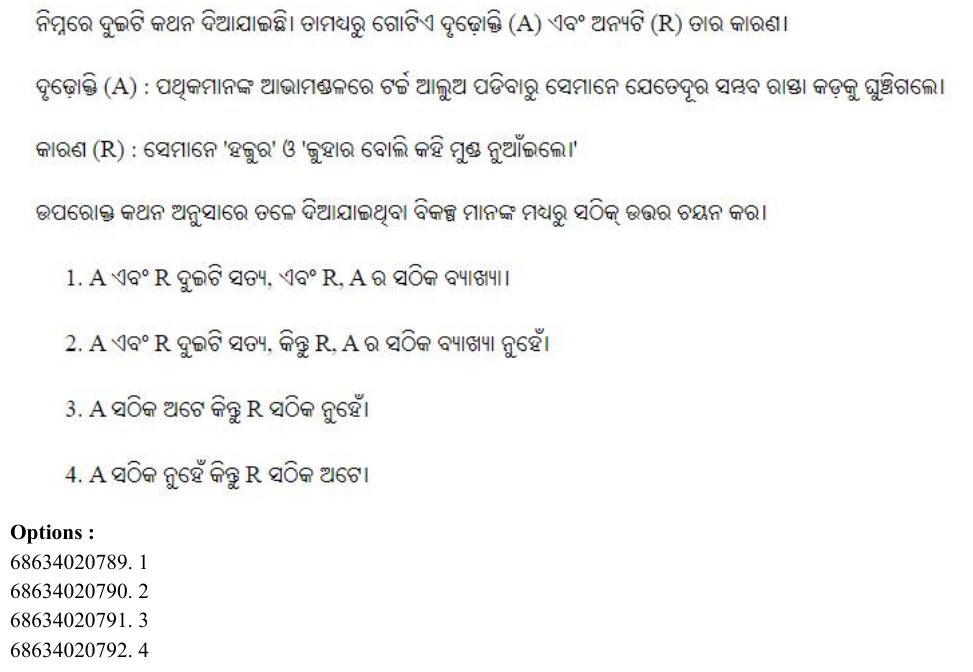 ନିମ୍ନରେ ଦୁଇଟି କଥନ ଦିଆଯାଇଛି। ତାମଧ୍ୟରୁ ଗୋଟିଏ ଦୃଢ଼ୋକ୍ତି (A) ଏବଂ ଅନ୍ୟଟି (R) ତାର କାରଣ।
ଦୃଢ଼ୋକ୍ତି (A) : ପଥିକମାନଙ୍କ ଆଭାମଣ୍ଡଳରେ ଟର୍ଚ୍ଚ ଆଲୁଅ ପଡିବାରୁ ସେମାନେ ଯେତେଦୂର ସମ୍ଭବ ରାସ୍ତା କଡ଼କୁ ଘୁଞ୍ଚିଗଲେ।
କାରଣ (R) : ସେମାନେ 'ହଜୁର' ଓ 'ଜୁହାର ବୋଲି କହି ମୁଣ୍ଡ ନୁଆଁଇଲେ।'
ଉପରୋକ୍ତ କଥନ ଅନୁସାରେ ତଳେ ଦିଆଯାଇଥିବା ବିକଳ୍ପ ମାନଙ୍କ ମଧ୍ୟରୁ ସଠିକ୍ ଉତ୍ତର ଚୟନ କର।
1. A ଏବଂ R ଦୁଇଟି ସତ୍ୟ, ଏବଂ R, A ର ସଠିକ ବ୍ୟାଖ୍ୟା।
2. A ଏବଂ R ଦୁଇଟି ସତ୍ୟ, କିନ୍ତୁ R, A ର ସଠିକ ବ୍ୟାଖ୍ୟା ନୁହେଁ।
3. A ସଠିକ ଅଟେ କିନ୍ତୁ R ସଠିକ ନୁହେଁ।
4. A ସଠିକ ନୁହେଁ କିନ୍ତୁ R ସଠିକ ଅଟେ।
Options :
68634020789. 1
68634020790. 2
68634020791. 3
68634020792. 4